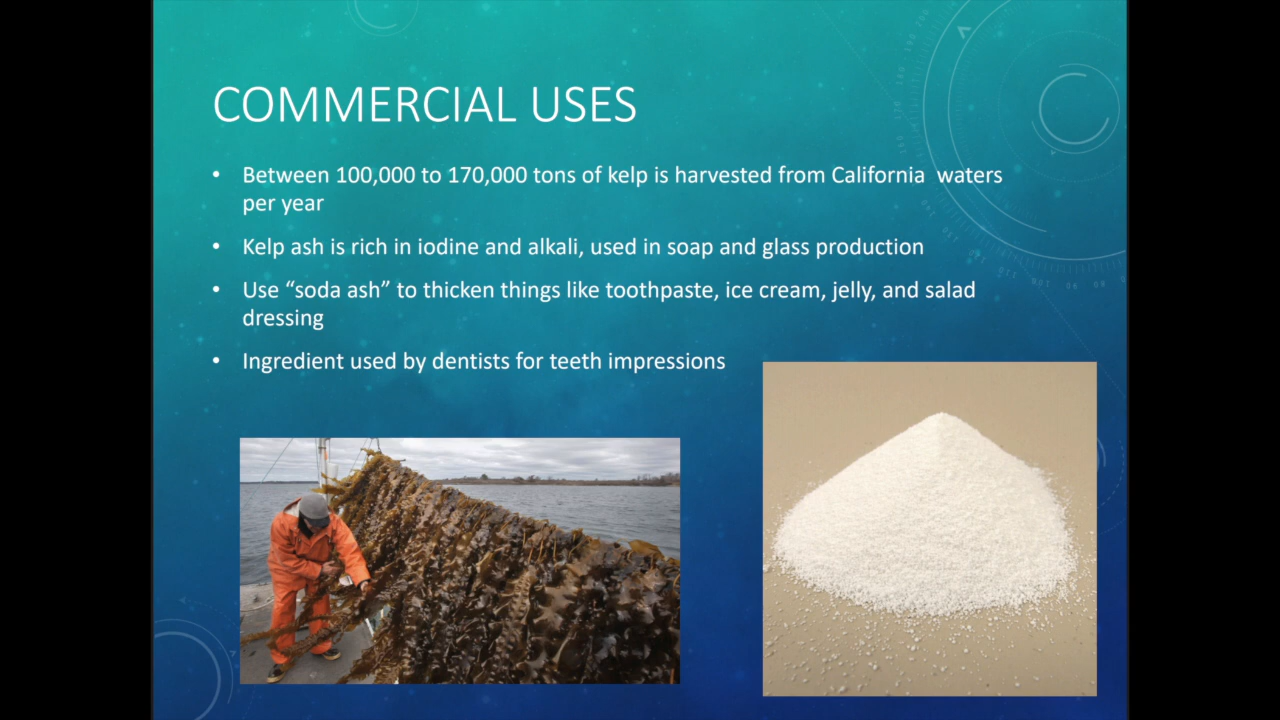 COMMERCIAL USES
• Between 100,000 to 170,000 tons of kelp is harvested from California  waters
per year
• Kelp ash is rich in iodine and alkali, used in soap and glass production
• Use “soda ash” to thicken things like toothpaste, ice cream, jelly, and salad
dressing
• Ingredient used by dentists for teeth impressions